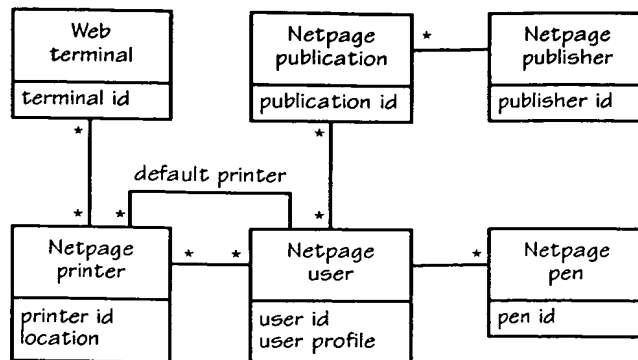 Web
terminal
terminal id
Netpage
publication
publication id
Netpage
publisher
publisher id
*
*
*
*
*
default printer
*
*
*
*
*
Netpage
printer
printer id
location
Netpage
user
user id
user profile
Netpage
pen
pen id